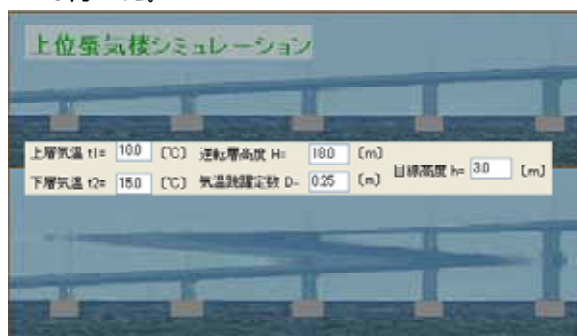 上位蜃気楼シミュレーション
上層気温 t1= 10.0 [℃] 逆転層高度 H= 18.0 [m]
下層気温 t2= 15.0 [℃] 気温跳躍定数 D= 0.25 [m] 目線高度 h= 3.0 [m]